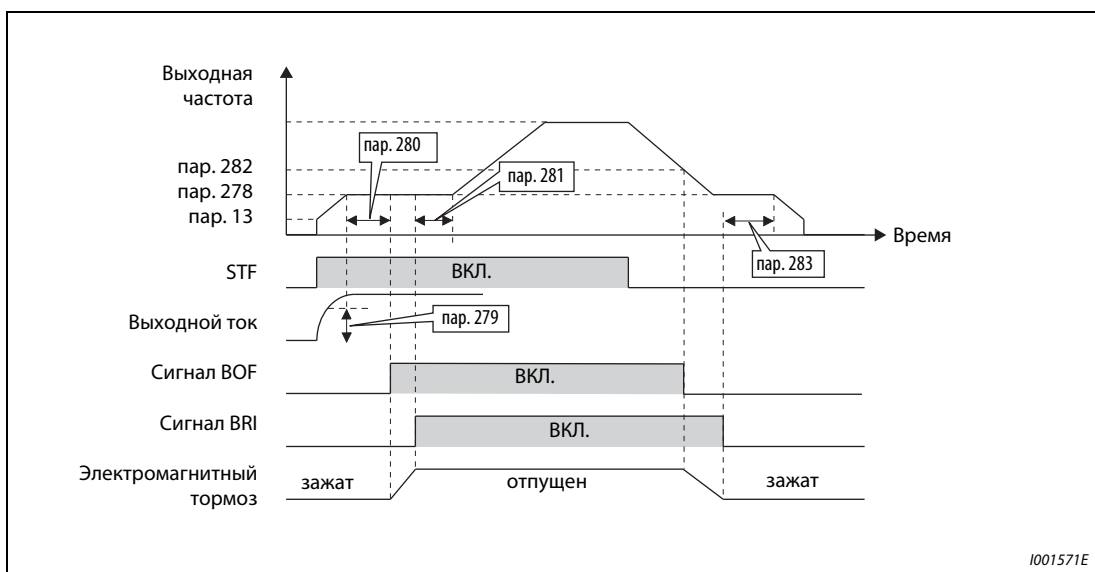 Выходная
частота
пар. 280
пар. 282
пар. 281
пар. 278
пар. 13
Время
пар. 283
STF
ВКЛ.
Выходной ток
пар. 279
Сигнал BOF
ВКЛ.
Сигнал BRI
ВКЛ.
Электромагнитный
тормоз
зажат
отпущен
зажат
I001571E